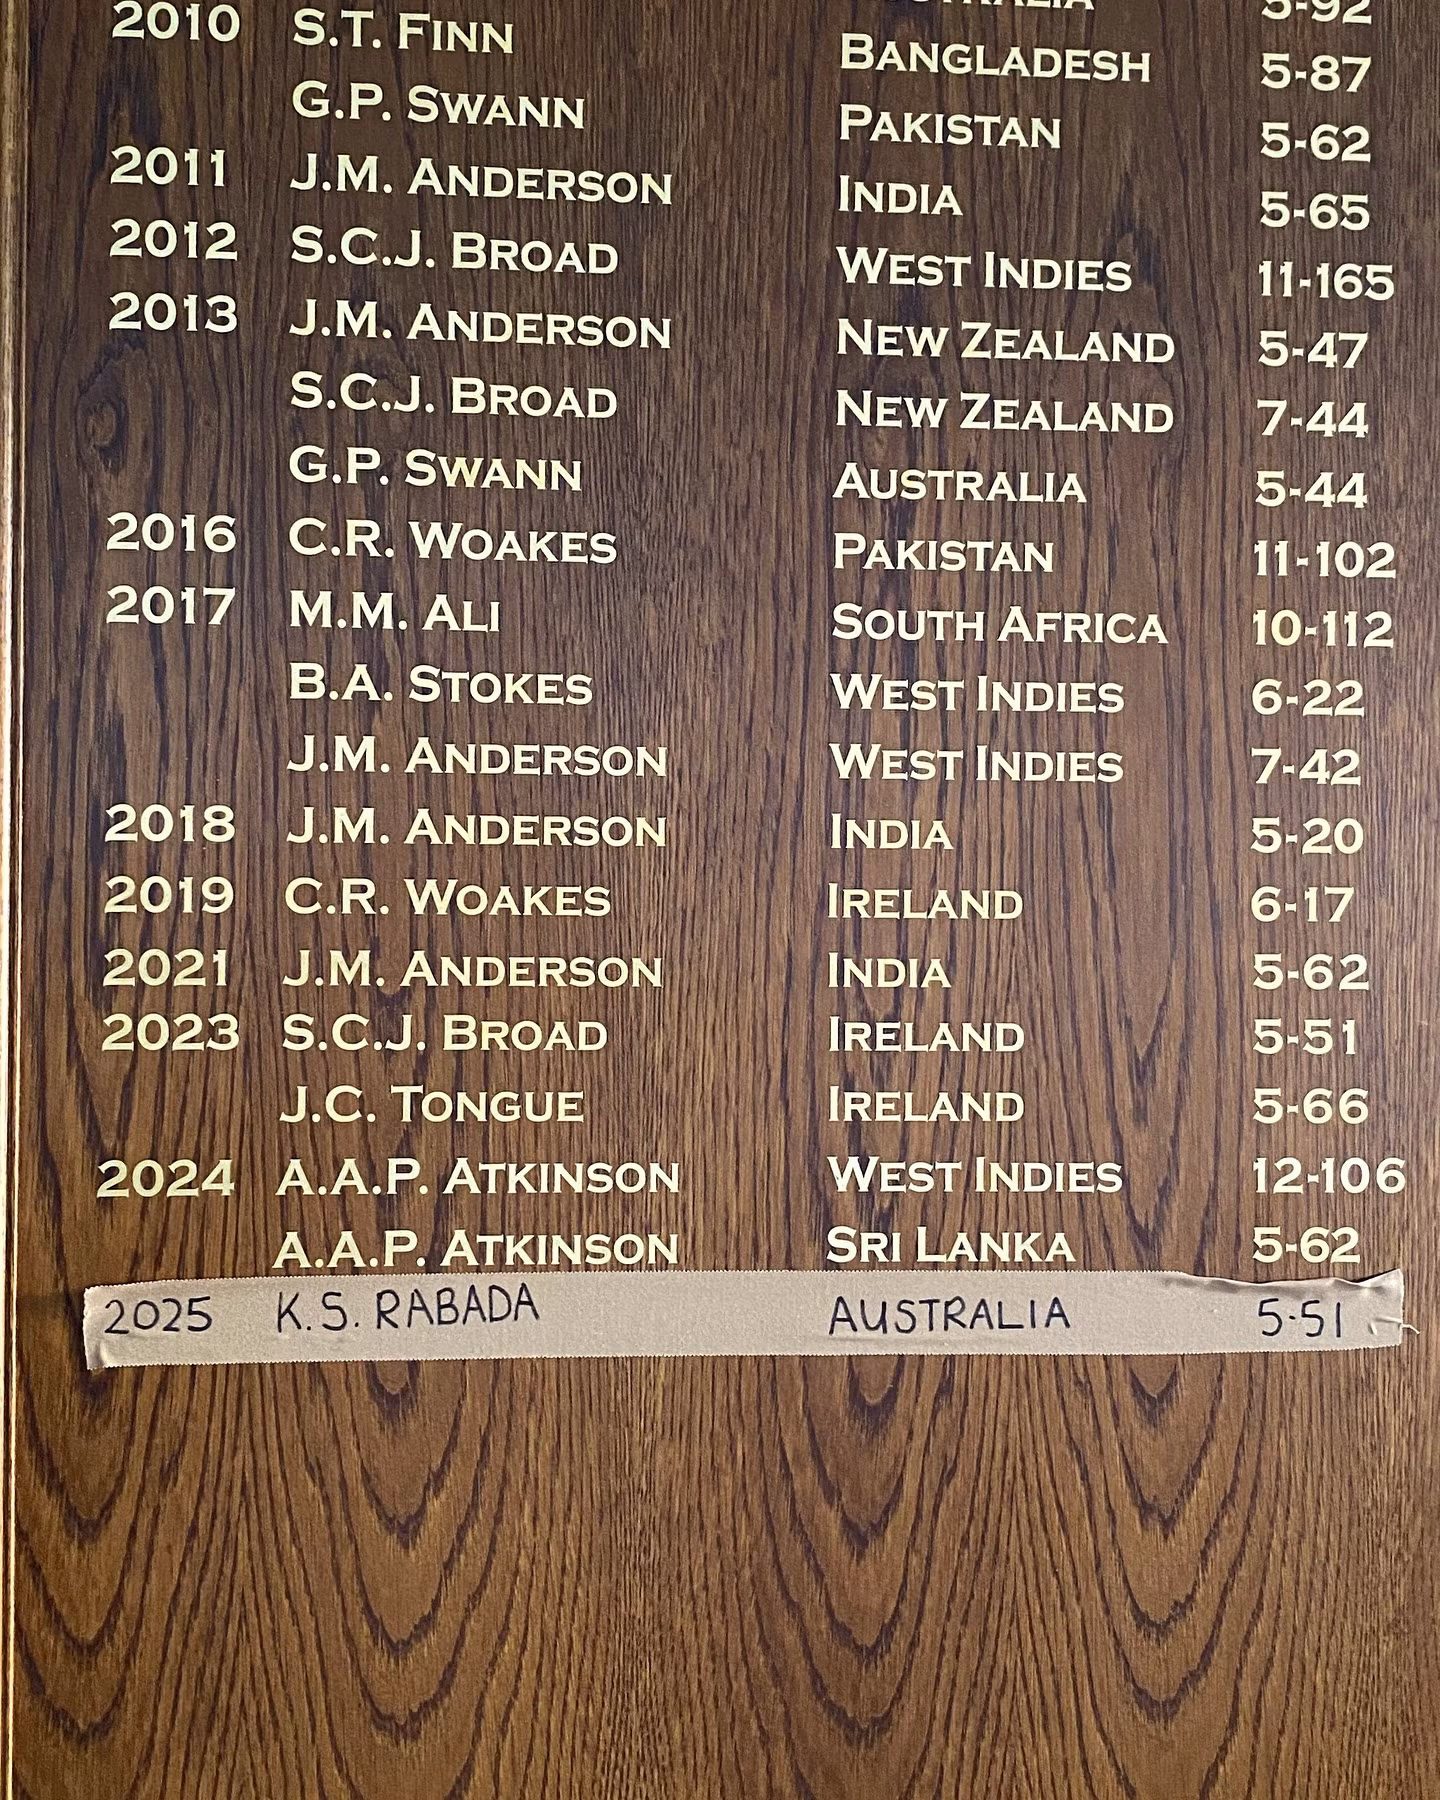 5-92
2010 S.T. FINN BANGLADESH 5-87
G.P. SWANN PAKISTAN 5-62
2011 J.M. ANDERSON INDIA 5-65
2012 S.C.J. BROAD WEST INDIES 11-165
2013 J.M. ANDERSON NEW ZEALAND 5-47
S.C.J. BROAD NEW ZEALAND 7-44
G.P. SWANN AUSTRALIA 5-44
2016 C.R. WOAKES PAKISTAN 11-102
2017 M.M. ALI SOUTH AFRICA 10-112
B.A. STOKES WEST INDIES 6-22
J.M. ANDERSON WEST INDIES 7-42
2018 J.M. ANDERSON INDIA 5-20
2019 C.R. WOAKES IRELAND 6-17
2021 J.M. ANDERSON INDIA 5-62
2023 S.C.J. BROAD IRELAND 5-51
J.C. TONGUE IRELAND 5-66
2024 A.A.P. ATKINSON WEST INDIES 12-106
A.A.P. ATKINSON SRI LANKA 5-62
2025 K.S. RABADA AUSTRALIA 5-51